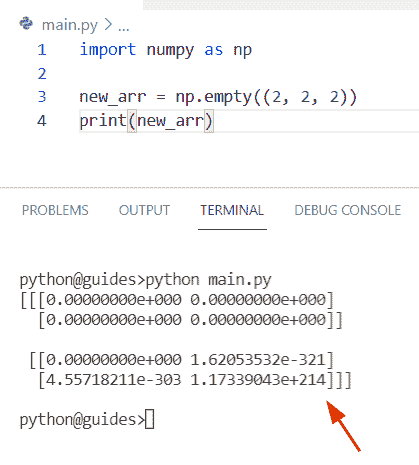 main.py > ...
1 import numpy as np
2
3 new_arr = np.empty((2, 2, 2))
4 print(new_arr)
PROBLEMS OUTPUT TERMINAL DEBUG CONSOLE
python@guides>python main.py
[[[0.00000000e+000 0.00000000e+000]
  [0.00000000e+000 0.00000000e+000]]
 [[0.00000000e+000 1.62053532e-321]
  [4.55718211e-303 1.17339043e+214]]]
python@guides>